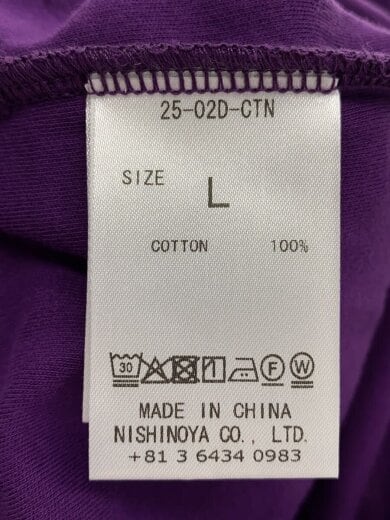 25-02D-CTN
SIZE L
COTTON 100%
30 F W
MADE IN CHINA
NISHINOYA CO., LTD.
+81 3 6434 0983